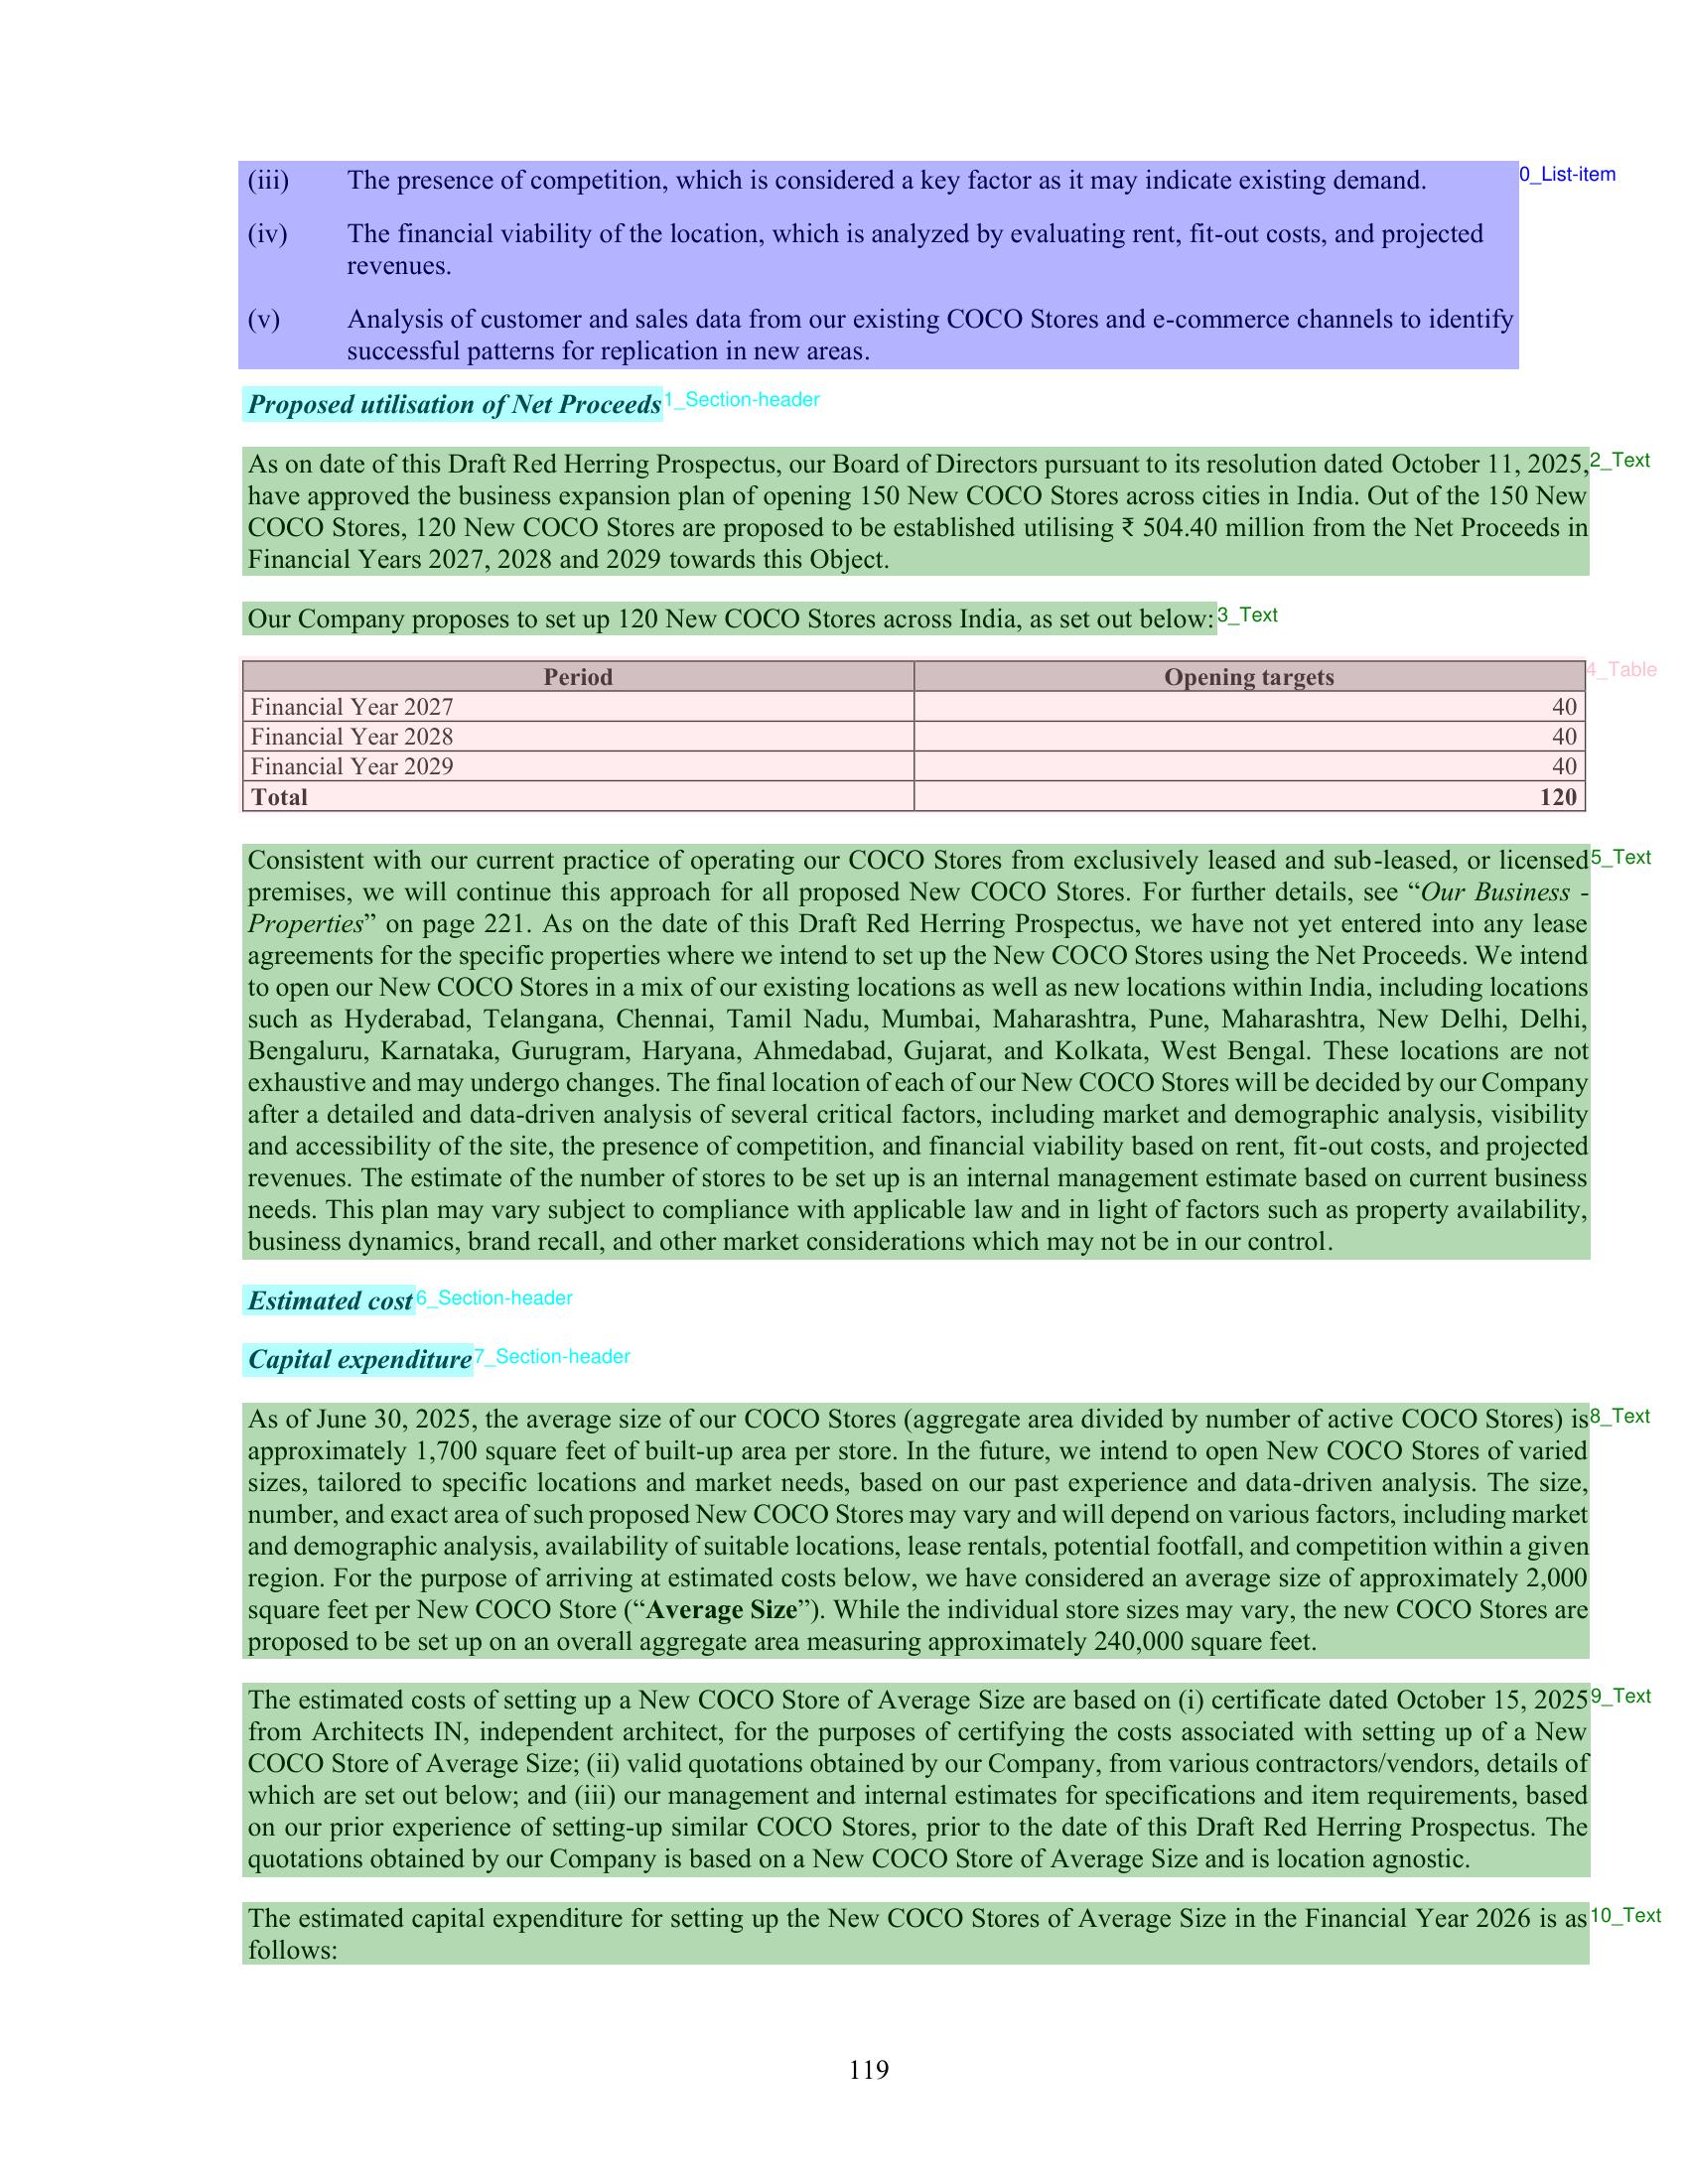 (iii) The presence of competition, which is considered a key factor as it may indicate existing demand.
0_List-item
(iv) The financial viability of the location, which is analyzed by evaluating rent, fit-out costs, and projected
revenues.
(v) Analysis of customer and sales data from our existing COCO Stores and e-commerce channels to identify
successful patterns for replication in new areas.
Proposed utilisation of Net Proceeds
1_Section-header
As on date of this Draft Red Herring Prospectus, our Board of Directors pursuant to its resolution dated October 11, 2025,
2_Text
have approved the business expansion plan of opening 150 New COCO Stores across cities in India. Out of the 150 New
COCO Stores, 120 New COCO Stores are proposed to be established utilising ₹ 504.40 million from the Net Proceeds in
Financial Years 2027, 2028 and 2029 towards this Object.
Our Company proposes to set up 120 New COCO Stores across India, as set out below:
3_Text
Period Opening targets
4_Table
Financial Year 2027 40
Financial Year 2028 40
Financial Year 2029 40
Total 120
Consistent with our current practice of operating our COCO Stores from exclusively leased and sub-leased, or licensed
5_Text
premises, we will continue this approach for all proposed New COCO Stores. For further details, see “Our Business -
Properties” on page 221. As on the date of this Draft Red Herring Prospectus, we have not yet entered into any lease
agreements for the specific properties where we intend to set up the New COCO Stores using the Net Proceeds. We intend
to open our New COCO Stores in a mix of our existing locations as well as new locations within India, including locations
such as Hyderabad, Telangana, Chennai, Tamil Nadu, Mumbai, Maharashtra, Pune, Maharashtra, New Delhi, Delhi,
Bengaluru, Karnataka, Gurugram, Haryana, Ahmedabad, Gujarat, and Kolkata, West Bengal. These locations are not
exhaustive and may undergo changes. The final location of each of our New COCO Stores will be decided by our Company
after a detailed and data-driven analysis of several critical factors, including market and demographic analysis, visibility
and accessibility of the site, the presence of competition, and financial viability based on rent, fit-out costs, and projected
revenues. The estimate of the number of stores to be set up is an internal management estimate based on current business
needs. This plan may vary subject to compliance with applicable law and in light of factors such as property availability,
business dynamics, brand recall, and other market considerations which may not be in our control.
Estimated cost
6_Section-header
Capital expenditure
7_Section-header
As of June 30, 2025, the average size of our COCO Stores (aggregate area divided by number of active COCO Stores) is
8_Text
approximately 1,700 square feet of built-up area per store. In the future, we intend to open New COCO Stores of varied
sizes, tailored to specific locations and market needs, based on our past experience and data-driven analysis. The size,
number, and exact area of such proposed New COCO Stores may vary and will depend on various factors, including market
and demographic analysis, availability of suitable locations, lease rentals, potential footfall, and competition within a given
region. For the purpose of arriving at estimated costs below, we have considered an average size of approximately 2,000
square feet per New COCO Store (“Average Size”). While the individual store sizes may vary, the new COCO Stores are
proposed to be set up on an overall aggregate area measuring approximately 240,000 square feet.
The estimated costs of setting up a New COCO Store of Average Size are based on (i) certificate dated October 15, 2025
9_Text
from Architects IN, independent architect, for the purposes of certifying the costs associated with setting up of a New
COCO Store of Average Size; (ii) valid quotations obtained by our Company, from various contractors/vendors, details of
which are set out below; and (iii) our management and internal estimates for specifications and item requirements, based
on our prior experience of setting-up similar COCO Stores, prior to the date of this Draft Red Herring Prospectus. The
quotations obtained by our Company is based on a New COCO Store of Average Size and is location agnostic.
The estimated capital expenditure for setting up the New COCO Stores of Average Size in the Financial Year 2026 is as
10_Text
follows:
119